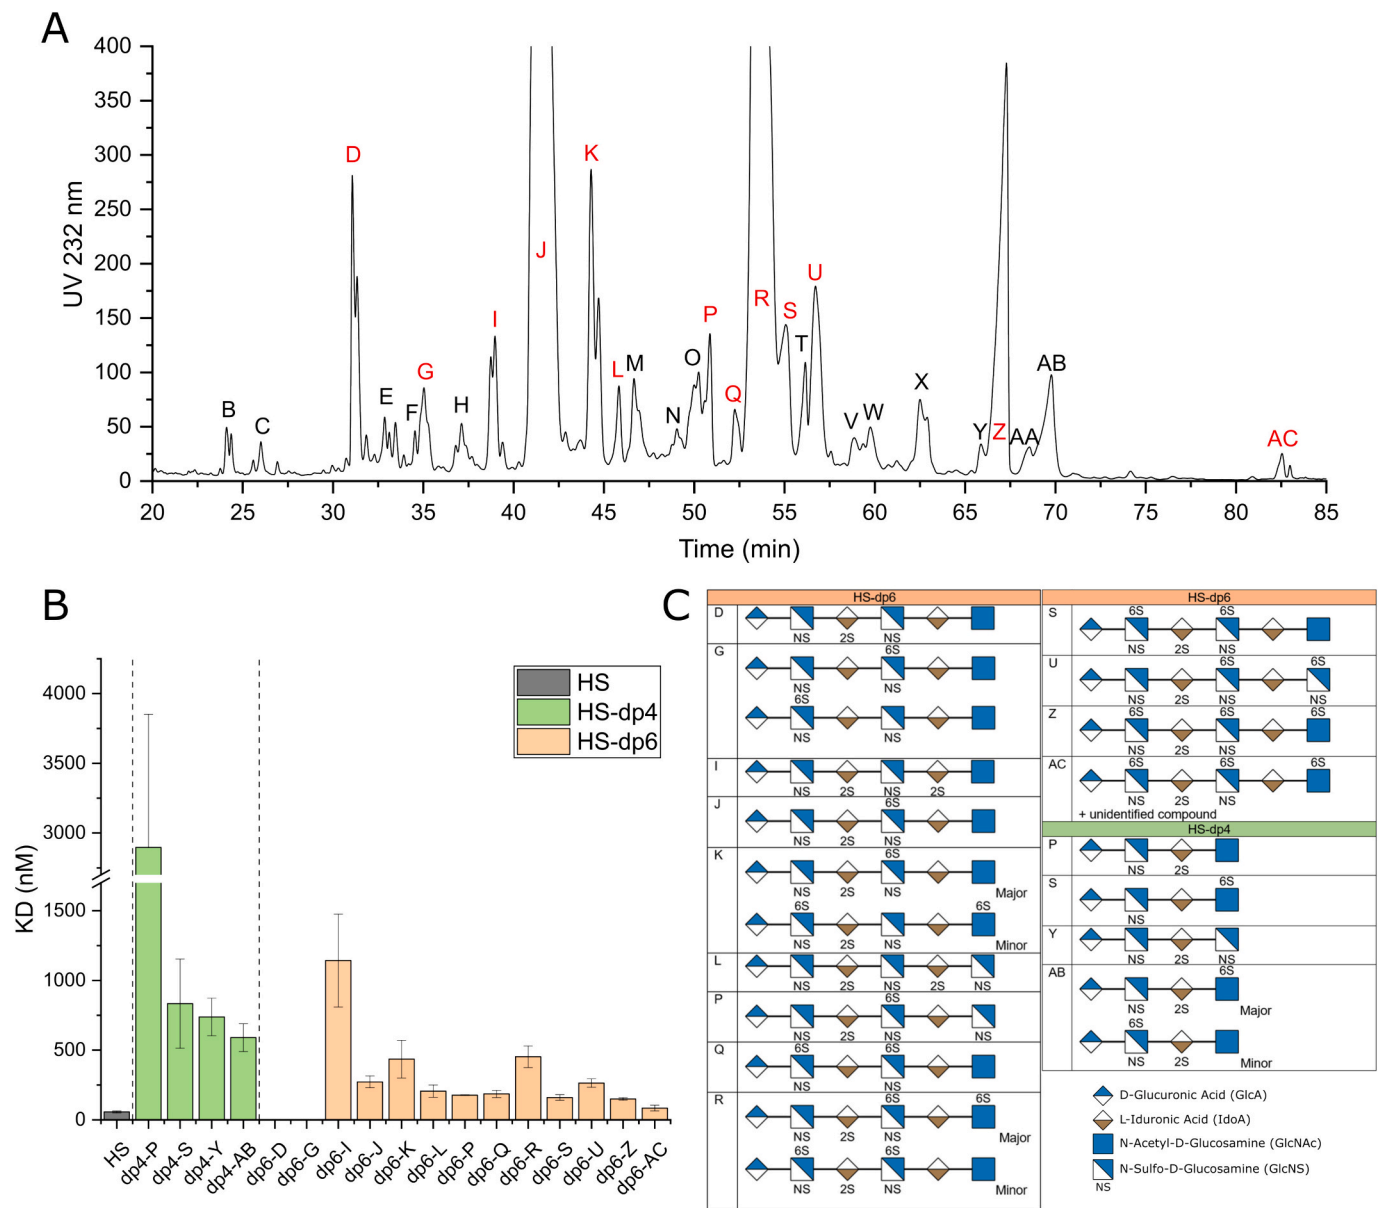 A
400
350
300
250
200
150
100
50
0
UV 232 nm
B
C
D
E
F
G
H
I
J
K
L
M
N
O
P
Q
R
S
T
U
V
W
X
Y
Z
AA
AB
AC
20 25 30 35 40 45 50 55 60 65 70 75 80 85
Time (min)
B
4000
3500
3000
1500
1000
500
0
KD (nM)
HS
HS-dp4
HS-dp6
HS dp4-P dp4-S dp4-Y dp4-AB dp6-D dp6-G dp6-I dp6-J dp6-K dp6-L dp6-P dp6-Q dp6-R dp6-S dp6-U dp6-Z dp6-AC
C
HS-dp6
D
NS 2S NS
G
6S
NS NS
6S
NS NS
I
NS 2S NS 2S
J
6S
NS 2S NS
K
6S
NS 2S NS
Major
6S 6S
NS 2S NS
Minor
L
NS 2S NS 2S NS
P
6S
NS 2S NS NS
Q
6S 6S
NS NS
R
6S 6S
NS 2S NS
Major
6S 6S
NS 2S NS
Minor
HS-dp6
S
6S 6S
NS 2S NS
U
6S 6S
NS 2S NS NS
Z
6S 6S 6S
NS 2S NS
AC
6S 6S 6S
NS 2S NS
+ unidentified compound
HS-dp4
P
NS 2S
S
6S
NS
Y
NS 2S NS
AB
6S
NS 2S
Major
6S
NS 2S
Minor
D-Glucuronic Acid (GlcA)
L-Iduronic Acid (IdoA)
N-Acetyl-D-Glucosamine (GlcNAc)
N-Sulfo-D-Glucosamine (GlcNS)
NS